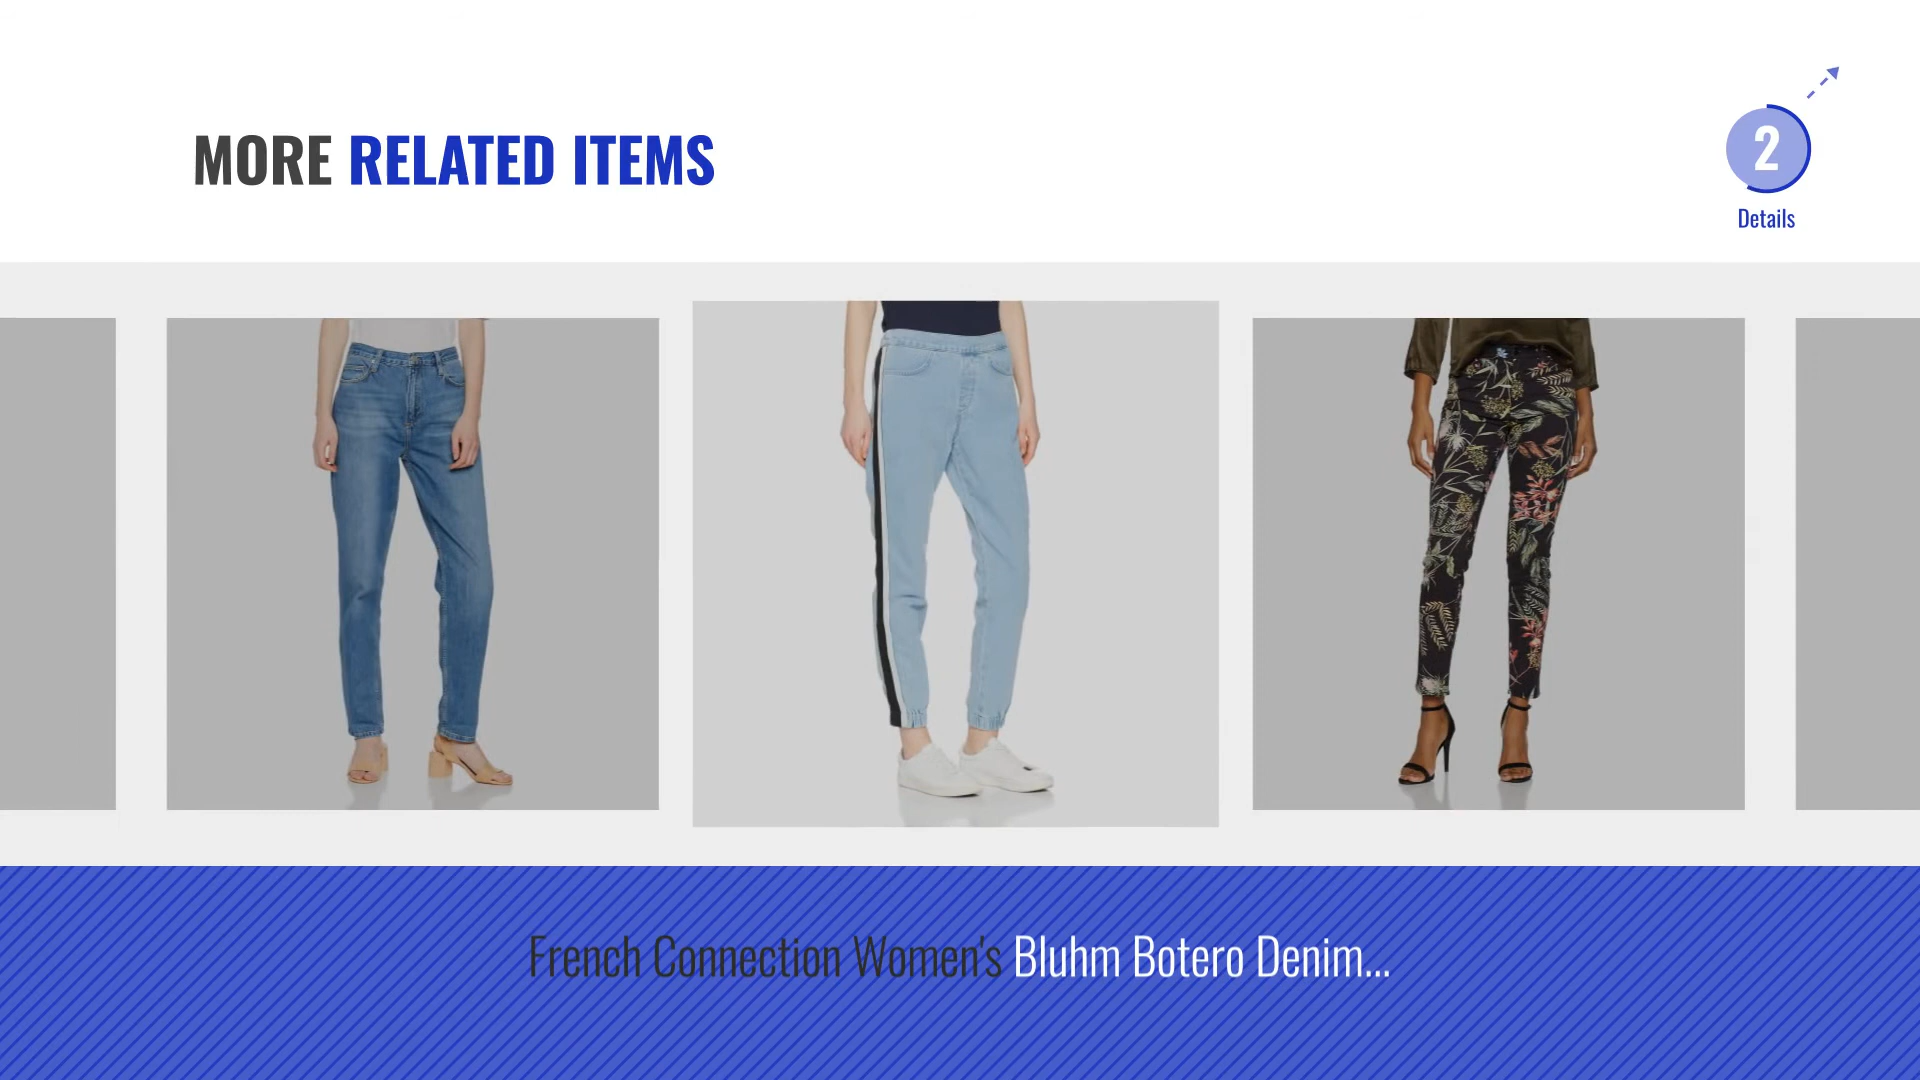 MORE RELATED ITEMS
2
Details
French Connection Women's Bluhm Botero Denim...